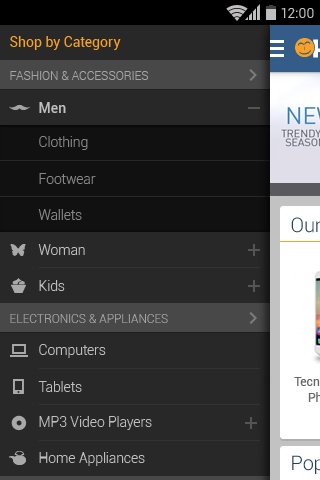 12:00
Shop by Category
FASHION & ACCESSORIES
Men
Clothing
Footwear
Wallets
Woman
Kids
ELECTRONICS & APPLIANCES
Computers
Tablets
MP3 Video Players
Home Appliances
NEW
TRENDY
SEASON
Our
Tecn
Ph
Pop